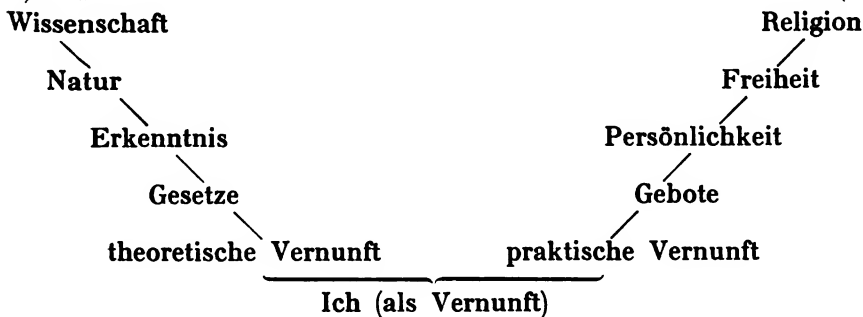 Wissenschaft Religion
Natur Freiheit
Erkenntnis Persönlichkeit
Gesetze Gebote
theoretische Vernunft praktische Vernunft
Ich (als Vernunft)